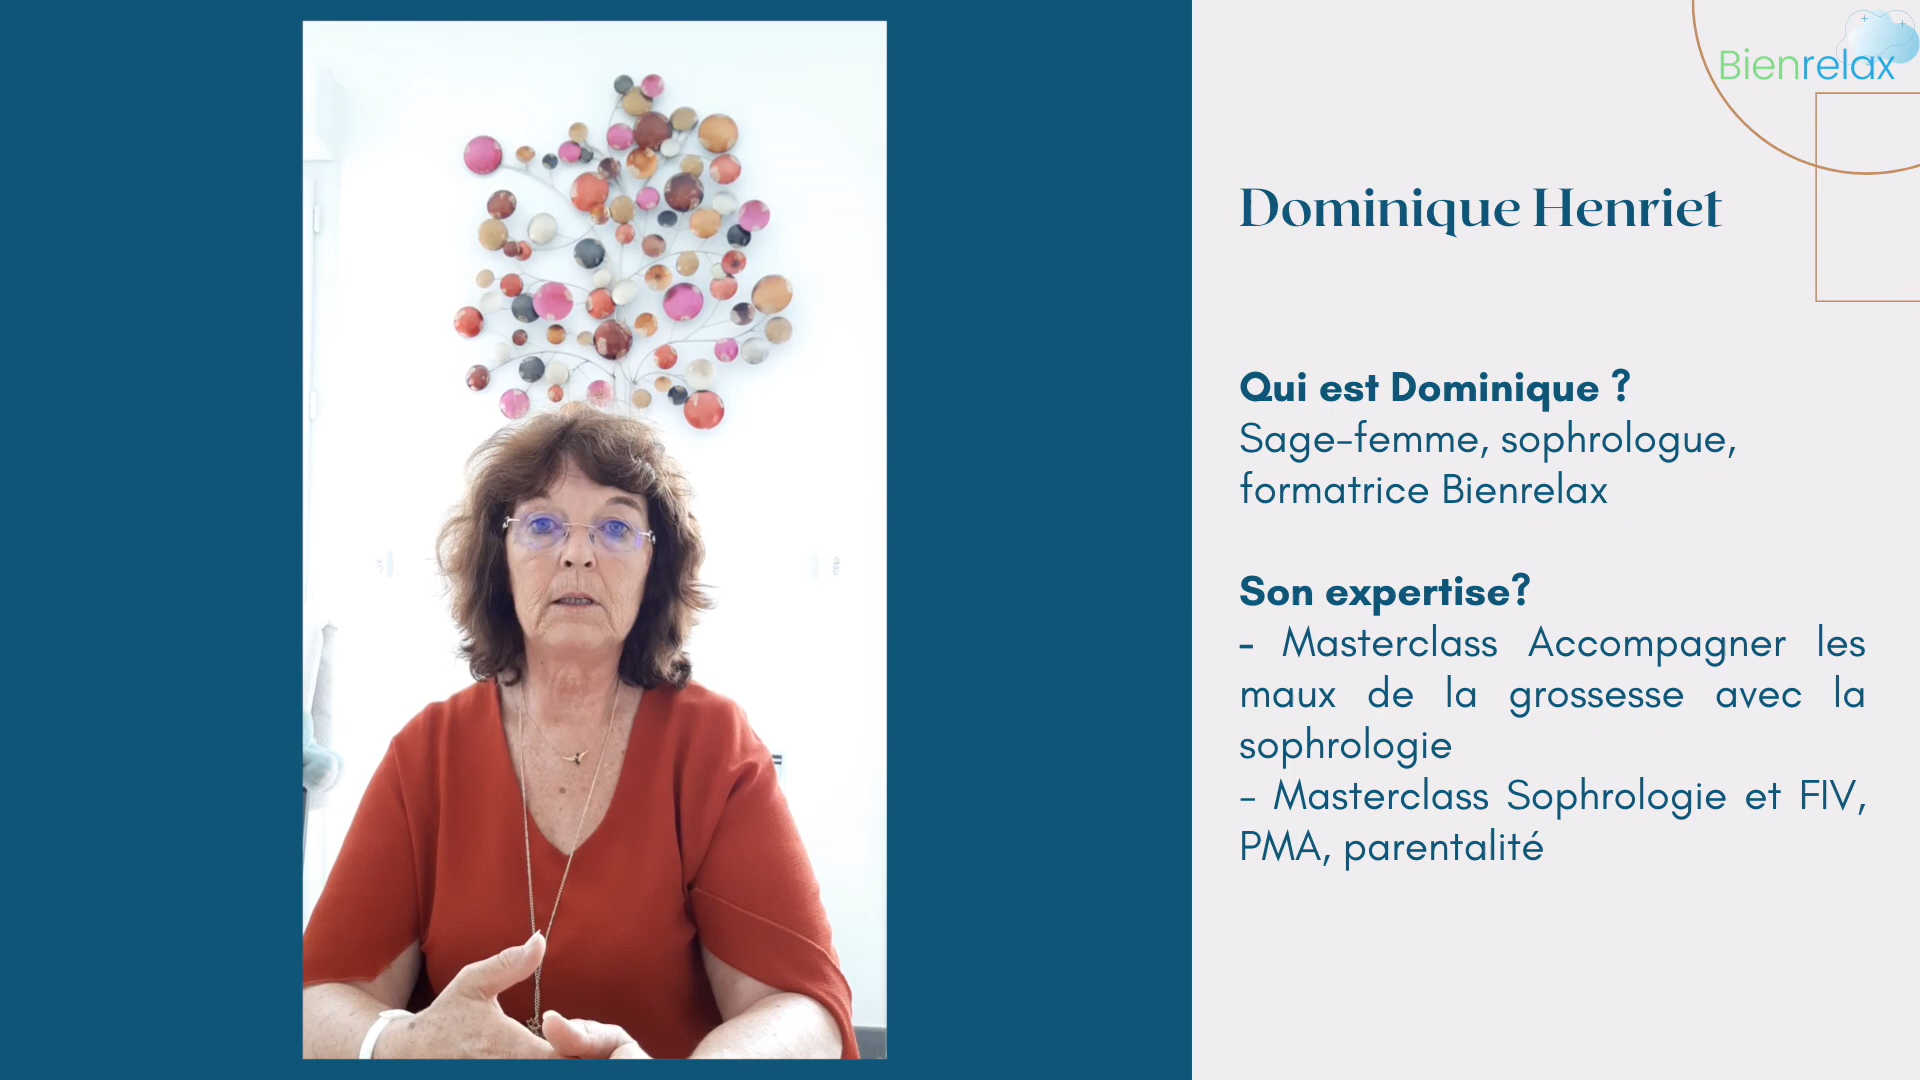 Bienrelax
Dominique Henriet
Qui est Dominique ?
Sage-femme, sophrologue,
formatrice Bienrelax
Son expertise?
- Masterclass Accompagner les
maux de la grossesse avec la
sophrologie
- Masterclass Sophrologie et FIV,
PMA, parentalité